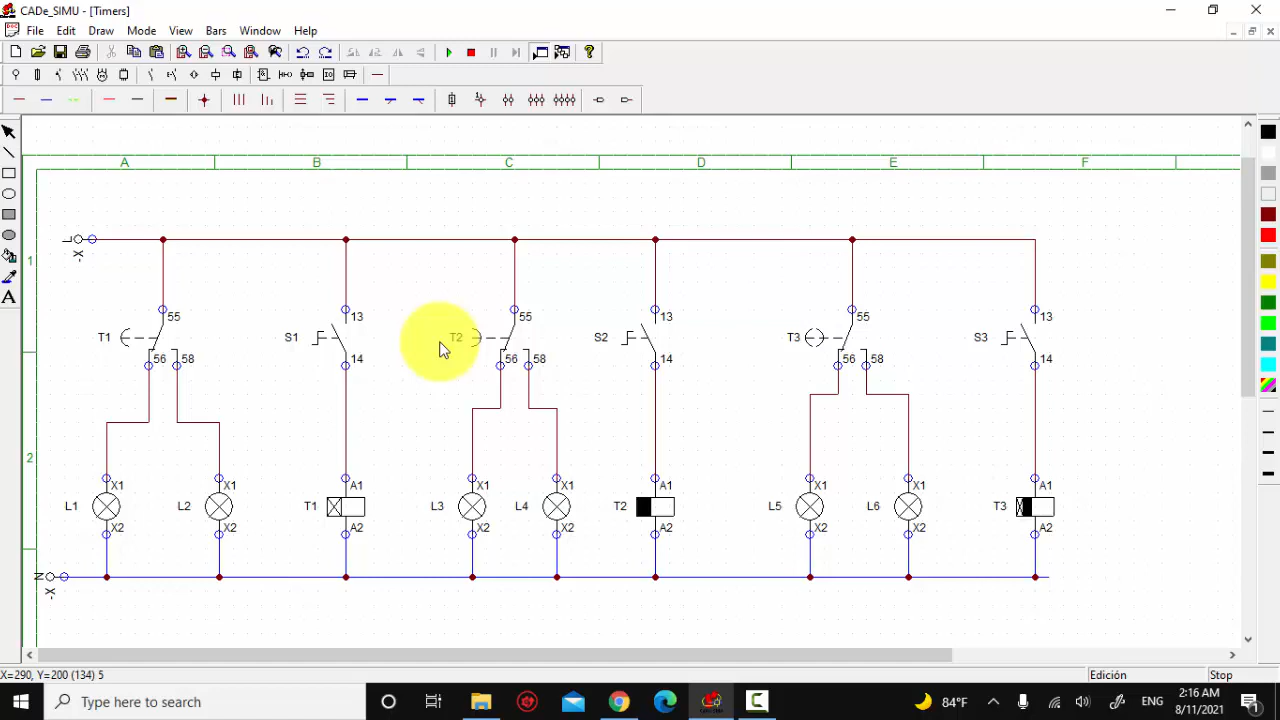 CADe_SIMU - [Timers]
File Edit Draw Mode View Bars Window Help
A B C D E F
1
2
L
-X
55 13 55 13 55 13
T1 S1 T2 S2 T3 S3
56 58 14 56 58 14 56 58 14
X1 X1 A1 X1 X1 A1 X1 X1 A1
L1 L2 T1 L3 L4 T2 L5 L6 T3
X2 X2 A2 X2 X2 A2 X2 X2 A2
N
-X
X=290, Y=200 (134) 5 Edición Stop
Type here to search 84°F ENG 2:16 AM
8/11/2021
1